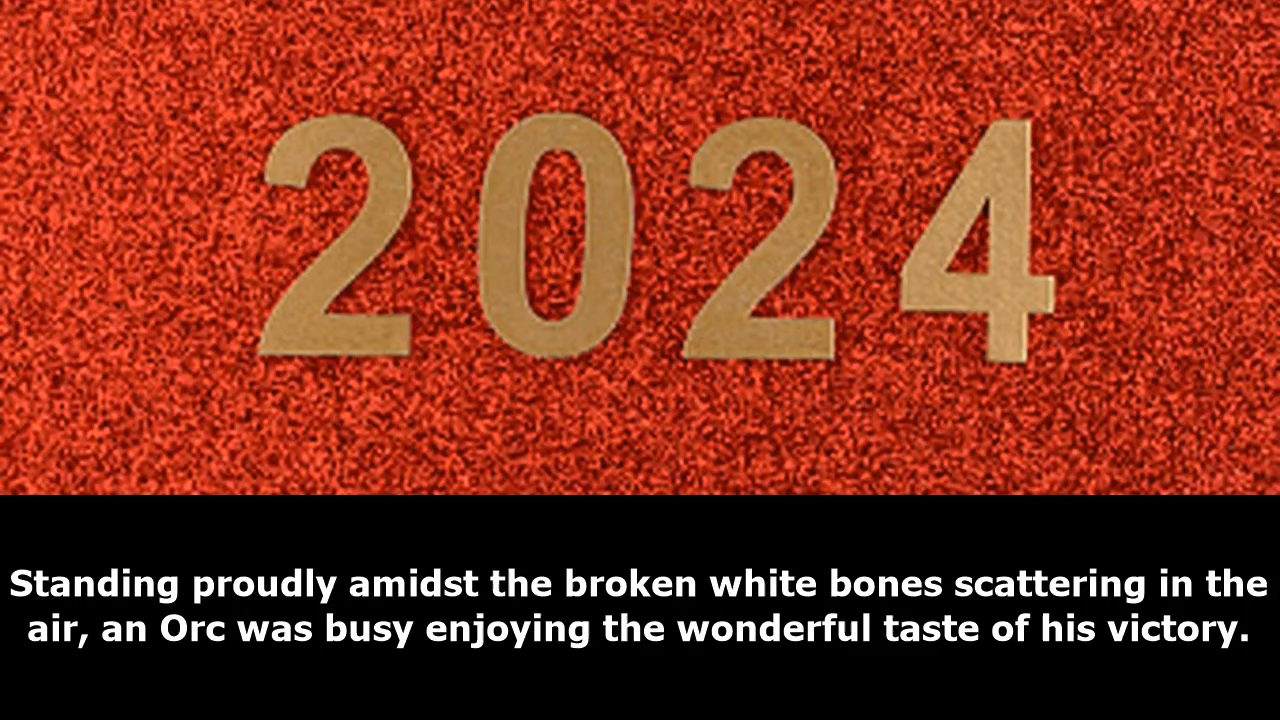 2024
Standing proudly amidst the broken white bones scattering in the
air, an Orc was busy enjoying the wonderful taste of his victory.